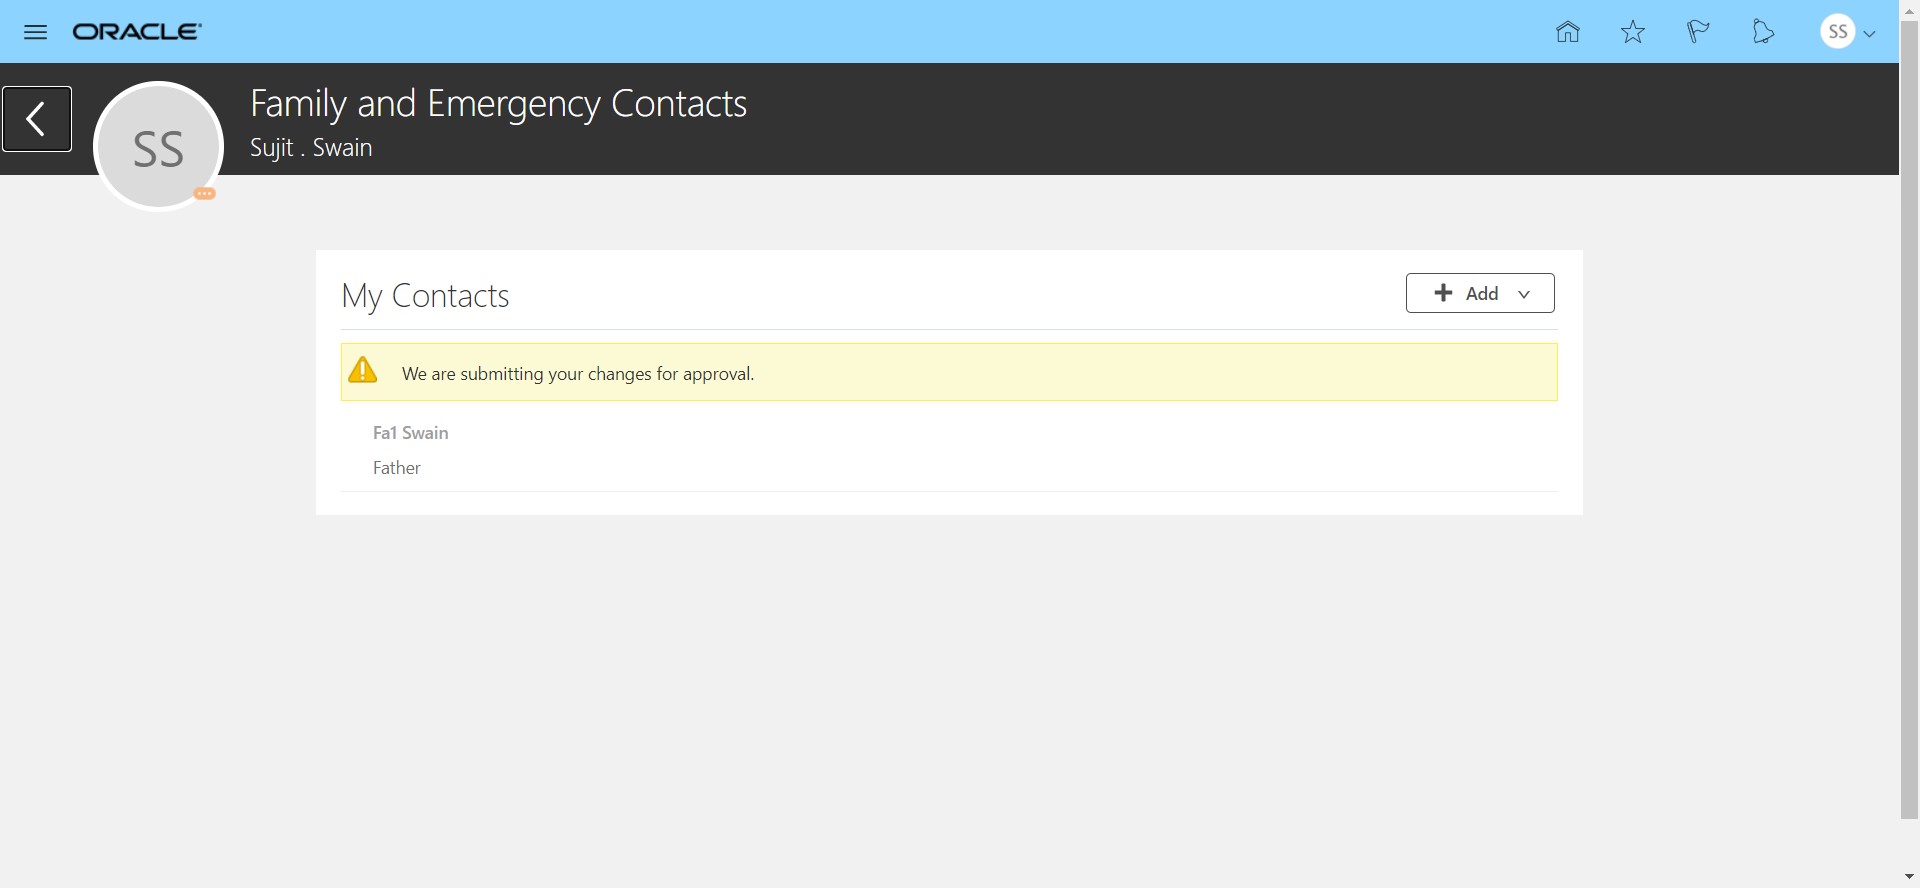 ORACLE
SS
SS
Family and Emergency Contacts
Sujit . Swain
My Contacts
Add
We are submitting your changes for approval.
Fa1 Swain
Father